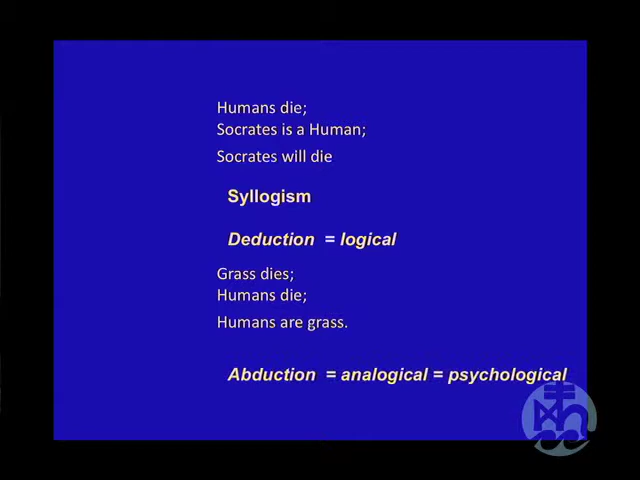 Humans die;
Socrates is a Human;
Socrates will die
Syllogism
Deduction = logical
Grass dies;
Humans die;
Humans are grass.
Abduction = analogical = psychological